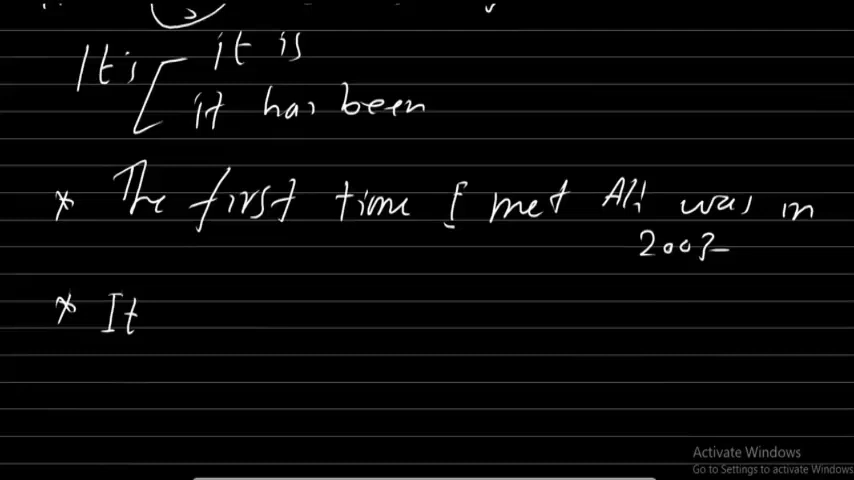 It's it is
it has been
* The first time I met Ali was in
2003
* It
Activate Windows
Go to Settings to activate Windows